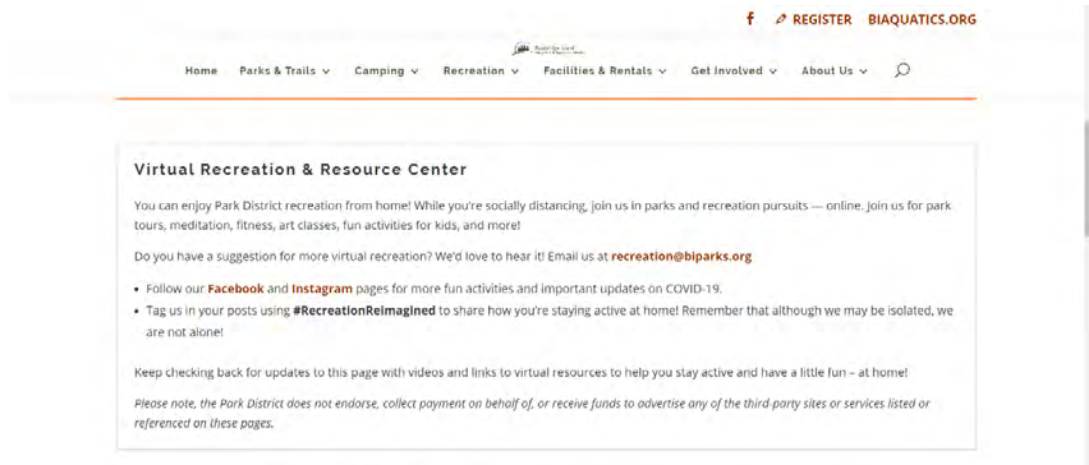 REGISTER BIAQUATICS.ORG
Home Parks & Trails Camping Recreation Facilities & Rentals Get Involved About Us
Virtual Recreation & Resource Center
You can enjoy Park District recreation from home! While you're socially distancing, join us in parks and recreation pursuits — online. Join us for park
tours, meditation, fitness, art classes, fun activities for kids, and more!
Do you have a suggestion for more virtual recreation? We'd love to hear it! Email us at recreation@biparks.org
• Follow our Facebook and Instagram pages for more fun activities and important updates on COVID-19.
• Tag us in your posts using #RecreationReimagined to share how you're staying active at home! Remember that although we may be isolated, we
are not alone!
Keep checking back for updates to this page with videos and links to virtual resources to help you stay active and have a little fun – at home!
Please note, the Park District does not endorse, collect payment on behalf of, or receive funds to advertise any of the third-party sites or services listed or
referenced on these pages.